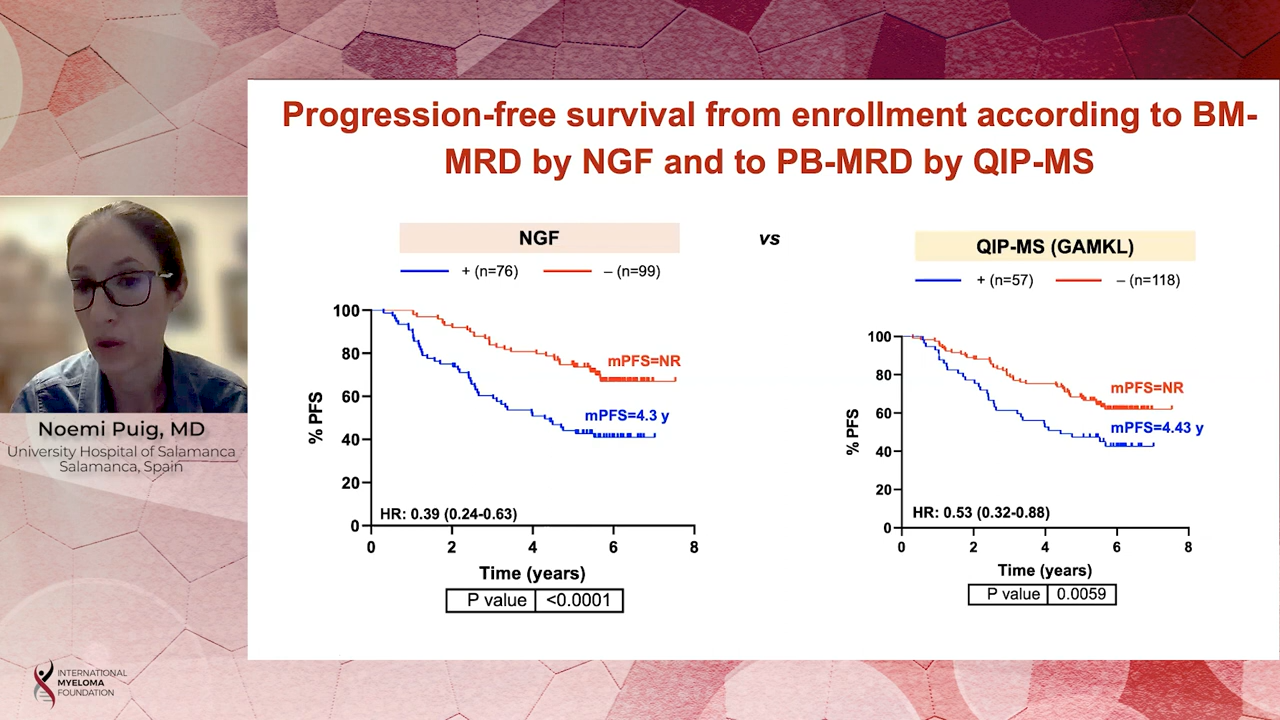 Progression-free survival from enrollment according to BM-
MRD by NGF and to PB-MRD by QIP-MS
NGF
vs
QIP-MS (GAMKL)
+ (n=76)
– (n=99)
+ (n=57)
– (n=118)
% PFS
100
80
60
40
20
0
mPFS=NR
mPFS=4.3 y
HR: 0.39 (0.24-0.63)
0 2 4 6 8
Time (years)
P value <0.0001
% PFS
100
80
60
40
20
0
mPFS=NR
mPFS=4.43 y
HR: 0.53 (0.32-0.88)
0 2 4 6 8
Time (years)
P value 0.0059
Noemi Puig, MD
University Hospital of Salamanca
Salamanca, Spain
INTERNATIONAL
MYELOMA
FOUNDATION